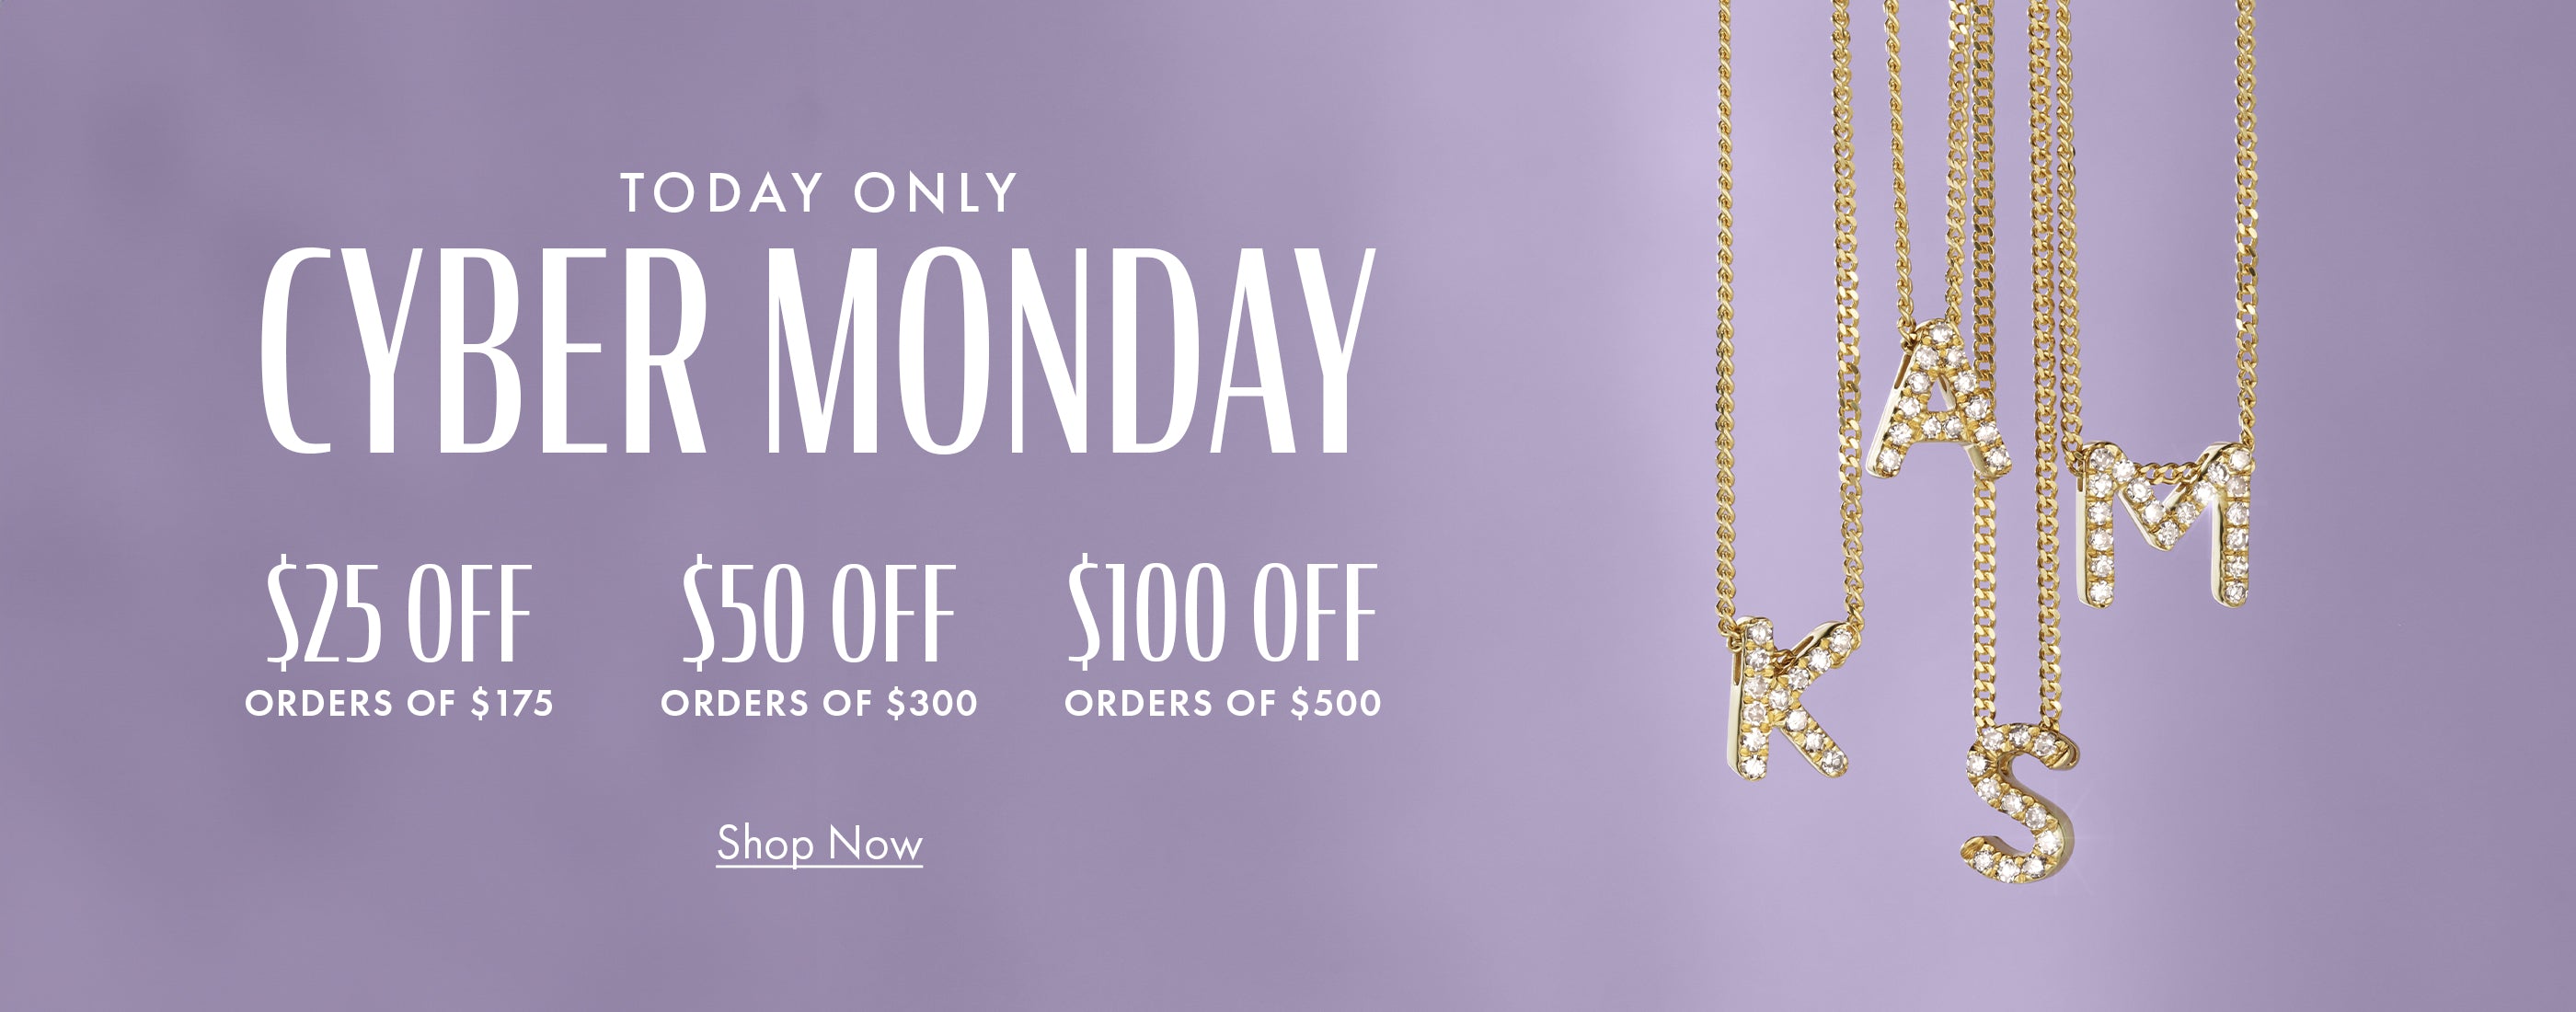 TODAY ONLY
CYBER MONDAY
$25 OFF
ORDERS OF $175
$50 OFF
ORDERS OF $300
$100 OFF
ORDERS OF $500
Shop Now
K
A
S
M